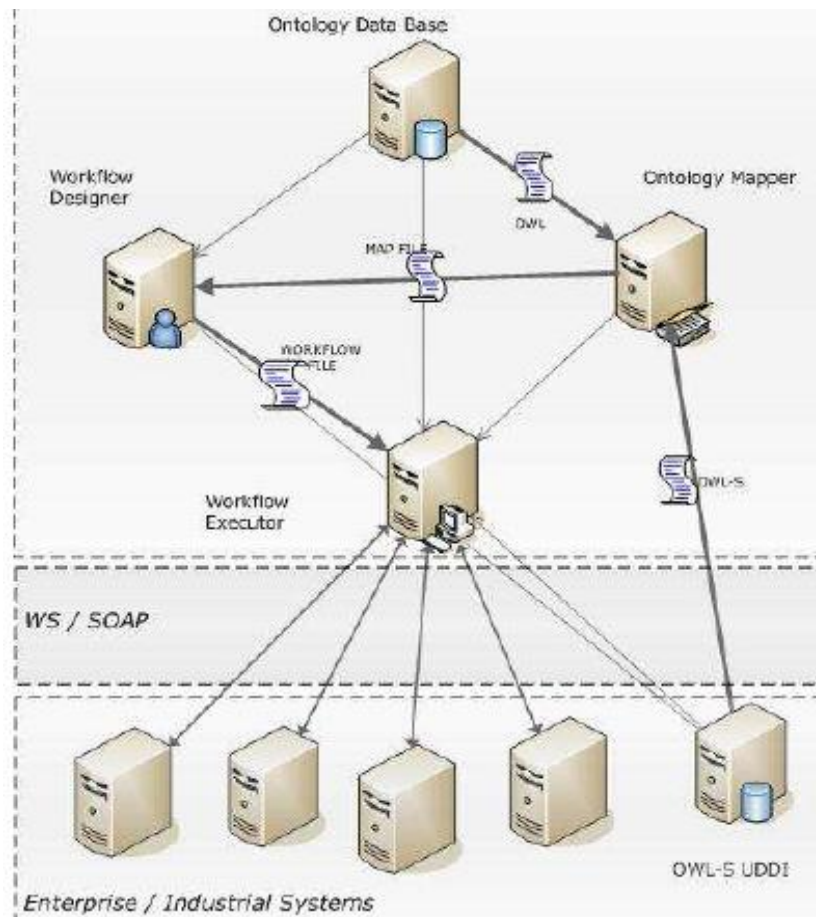 Ontology Data Base
Workflow
Designer
Ontology Mapper
OWL
MAP FILE
WORKFLOW
FILE
OWL-S
Workflow
Executor
WS / SOAP
OWL-S UDDI
Enterprise / Industrial Systems